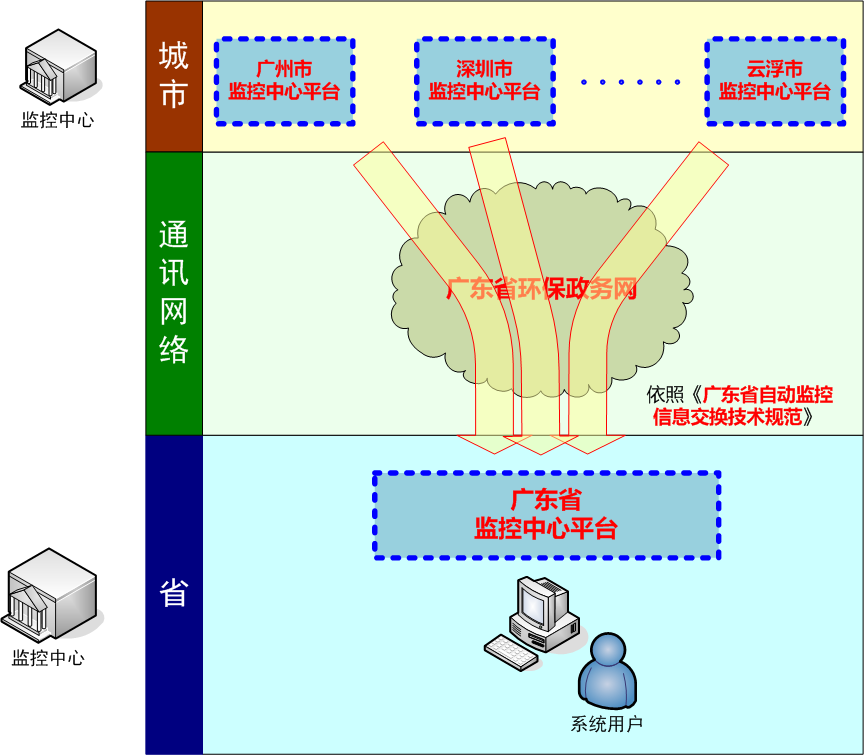 监控中心
城
市
广州市
监控中心平台
深圳市
监控中心平台
云浮市
监控中心平台
通
讯
网
络
广东省环保政务网
依照《广东省自动监控
信息交换技术规范》
监控中心
省
广东省
监控中心平台
系统用户